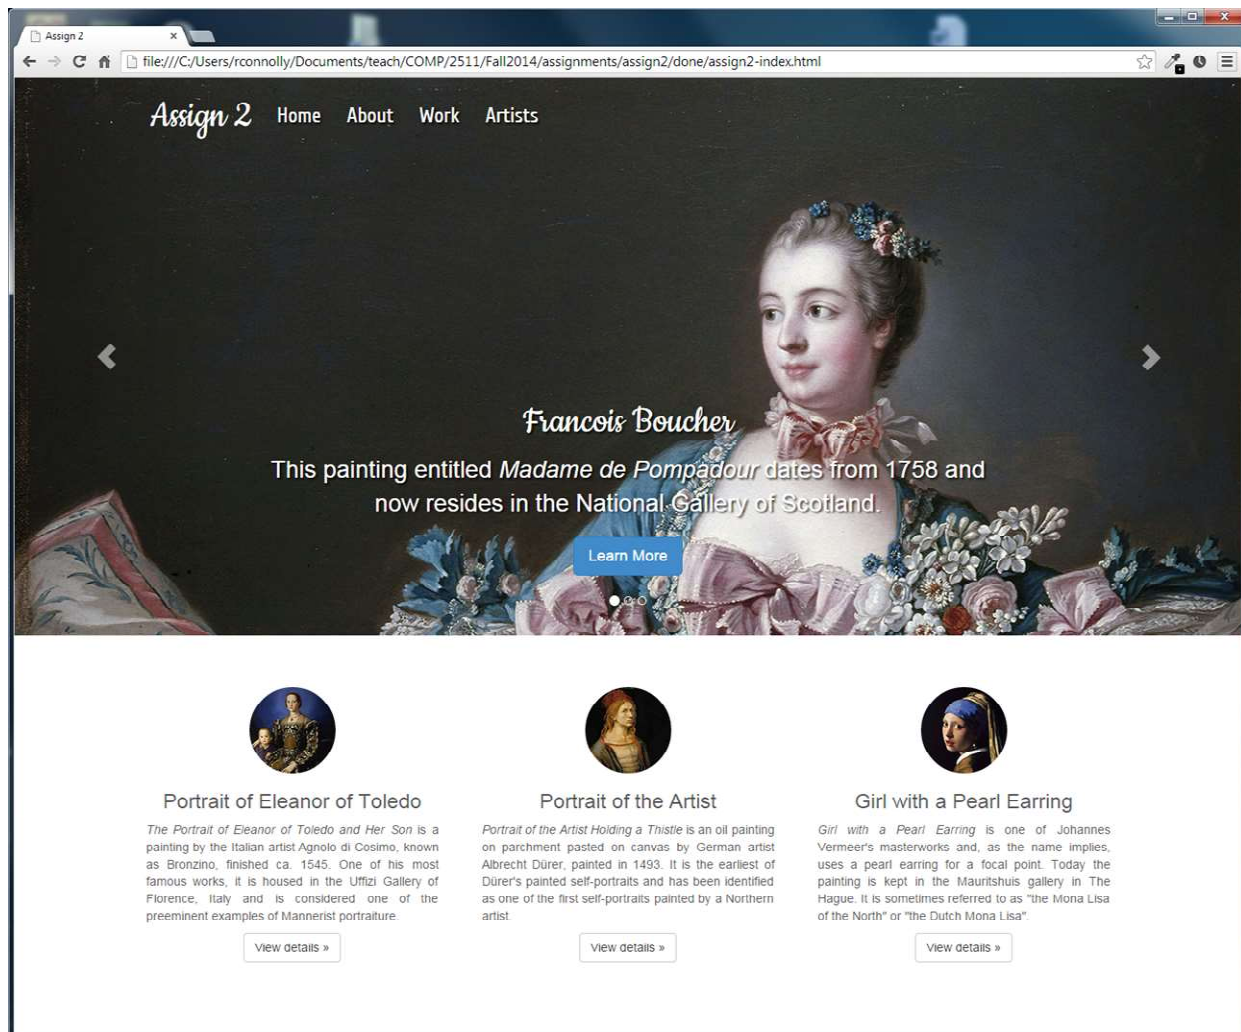 Assign 2
file:///C:/Users/rconnolly/Documents/teach/COMP/2511/Fall2014/assignments/assign2/done/assign2-index.html
Assign 2 Home About Work Artists
Francois Boucher
This painting entitled Madame de Pompadour dates from 1758 and
now resides in the National Gallery of Scotland.
Learn More
Portrait of Eleanor of Toledo
The Portrait of Eleanor of Toledo and Her Son is a
painting by the Italian artist Agnolo di Cosimo, known
as Bronzino, finished ca. 1545. One of his most
famous works, it is housed in the Uffizi Gallery of
Florence, Italy and is considered one of the
preeminent examples of Mannerist portraiture.
View details »
Portrait of the Artist
Portrait of the Artist Holding a Thistle is an oil painting
on parchment pasted on canvas by German artist
Albrecht Dürer, painted in 1493. It is the earliest of
Dürer's painted self-portraits and has been identified
as one of the first self-portraits painted by a Northern
artist.
View details »
Girl with a Pearl Earring
Girl with a Pearl Earring is one of Johannes
Vermeer's masterworks and, as the name implies,
uses a pearl earring for a focal point. Today the
painting is kept in the Mauritshuis gallery in The
Hague. It is sometimes referred to as "the Mona Lisa
of the North" or "the Dutch Mona Lisa".
View details »